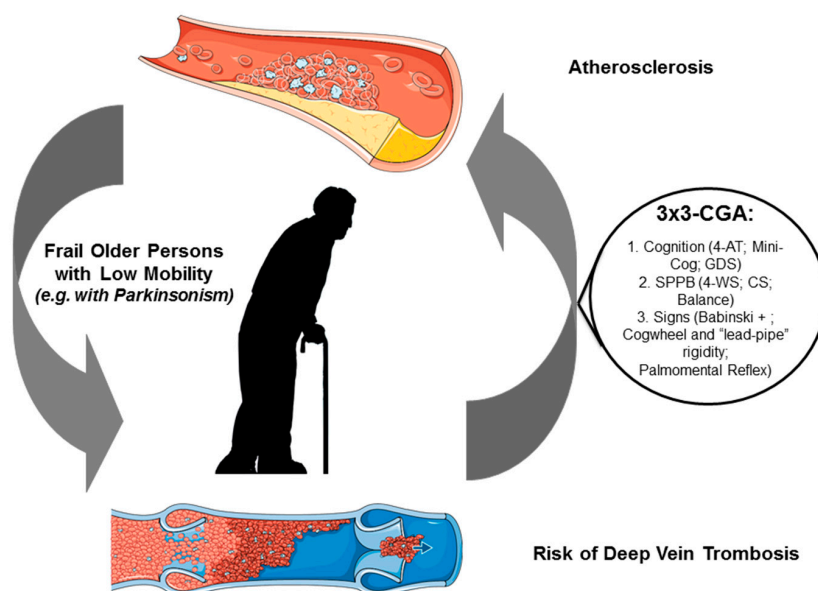 Atherosclerosis
Frail Older Persons
with Low Mobility
(e.g. with Parkinsonism)
3x3-CGA:
1. Cognition (4-AT; Mini-
Cog; GDS)
2. SPPB (4-WS; CS;
Balance)
3. Signs (Babinski + ;
Cogwheel and “lead-pipe”
rigidity;
Palmomental Reflex)
Risk of Deep Vein Trombosis